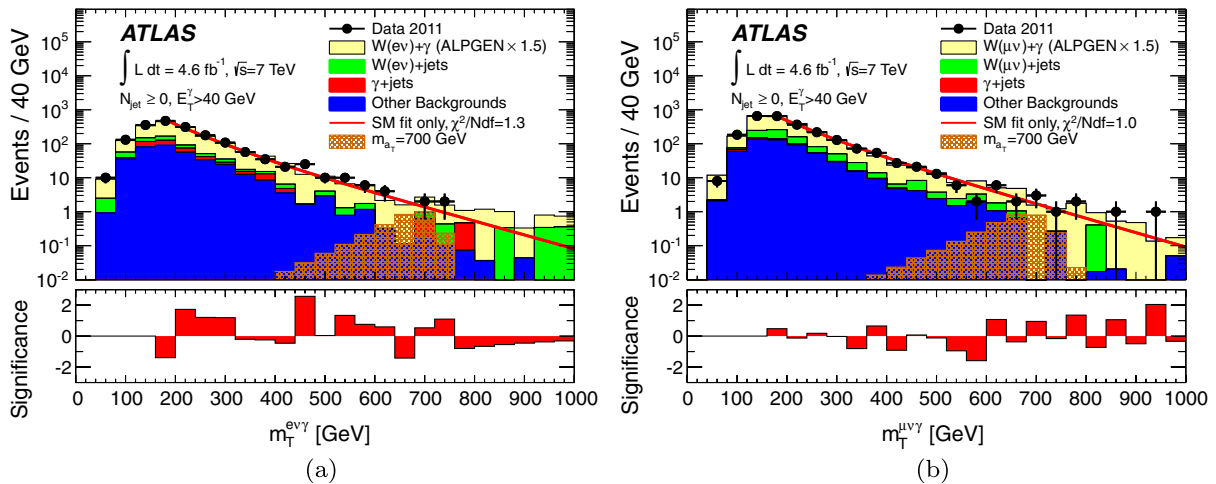 ATLAS
∫ L dt = 4.6 fb⁻¹, √s=7 TeV
N_jet ≥ 0, E_T^γ>40 GeV
Data 2011
W(eν)+γ (ALPGEN × 1.5)
W(eν)+jets
γ+jets
Other Backgrounds
SM fit only, χ²/Ndf=1.3
m_{a_T}=700 GeV
Events / 40 GeV
10⁵
10⁴
10³
10²
10
1
10⁻¹
10⁻²
Significance
2
0
-2
0 100 200 300 400 500 600 700 800 900 1000
m_T^{eνγ} [GeV]
(a)
ATLAS
∫ L dt = 4.6 fb⁻¹, √s=7 TeV
N_jet ≥ 0, E_T^γ>40 GeV
Data 2011
W(μν)+γ (ALPGEN × 1.5)
W(μν)+jets
γ+jets
Other Backgrounds
SM fit only, χ²/Ndf=1.0
m_{a_T}=700 GeV
Events / 40 GeV
10⁵
10⁴
10³
10²
10
1
10⁻¹
10⁻²
Significance
2
0
-2
0 100 200 300 400 500 600 700 800 900 1000
m_T^{μνγ} [GeV]
(b)